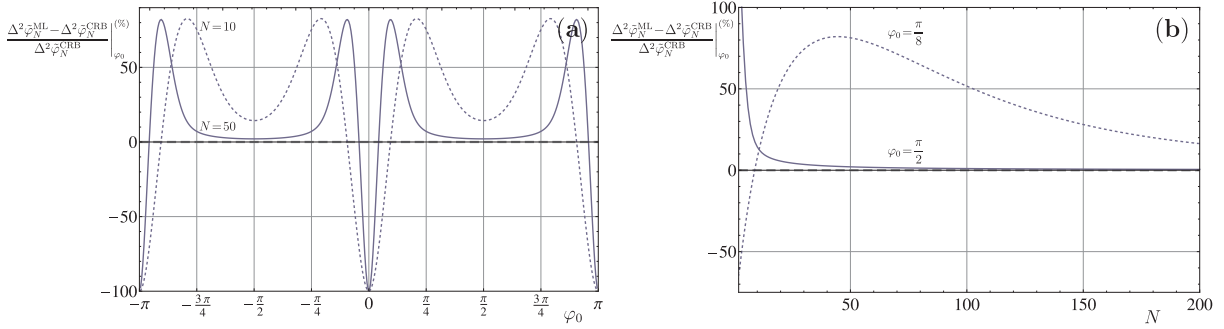 Δ²φ̃_N^ML − Δ²φ̃_N^CRB / Δ²φ̃_N^CRB |_φ₀^(%)
(a)
N=10
50
N=50
0
−50
−100
−π −3π/4 −π/2 −π/4 0 π/4 π/2 3π/4 π
φ₀
Δ²φ̃_N^ML − Δ²φ̃_N^CRB / Δ²φ̃_N^CRB |_φ₀^(%)
100
(b)
φ₀=π/8
50
φ₀=π/2
0
−50
50 100 150 200
N